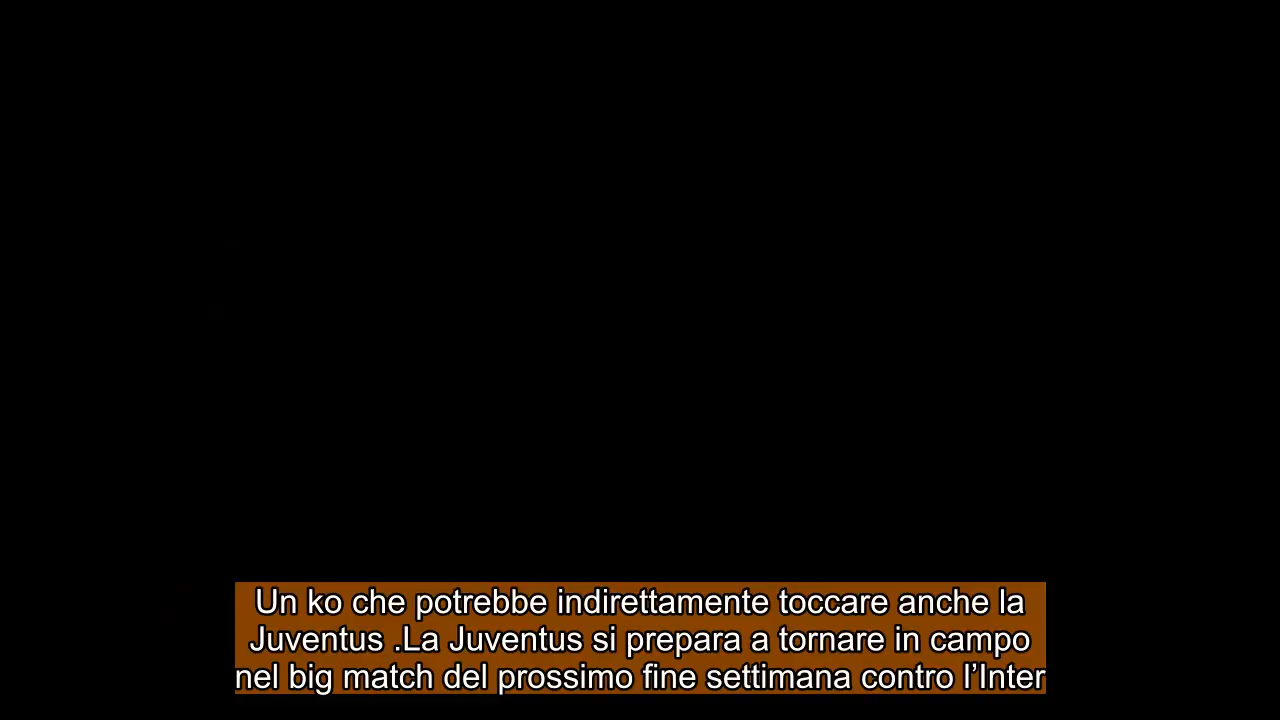 Un ko che potrebbe indirettamente toccare anche la
Juventus .La Juventus si prepara a tornare in campo
nel big match del prossimo fine settimana contro l’Inter